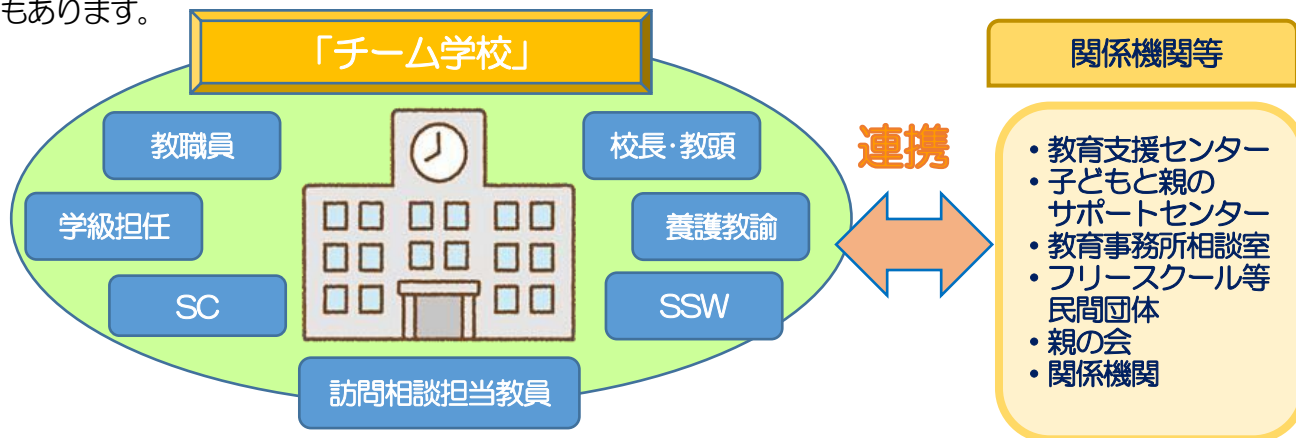 もあります。
「チーム学校」
教職員
校長・教頭
学級担任
養護教諭
SC
SSW
訪問相談担当教員
連携
関係機関等
・教育支援センター
・子どもと親の
サポートセンター
・教育事務所相談室
・フリースクール等
民間団体
・親の会
・関係機関